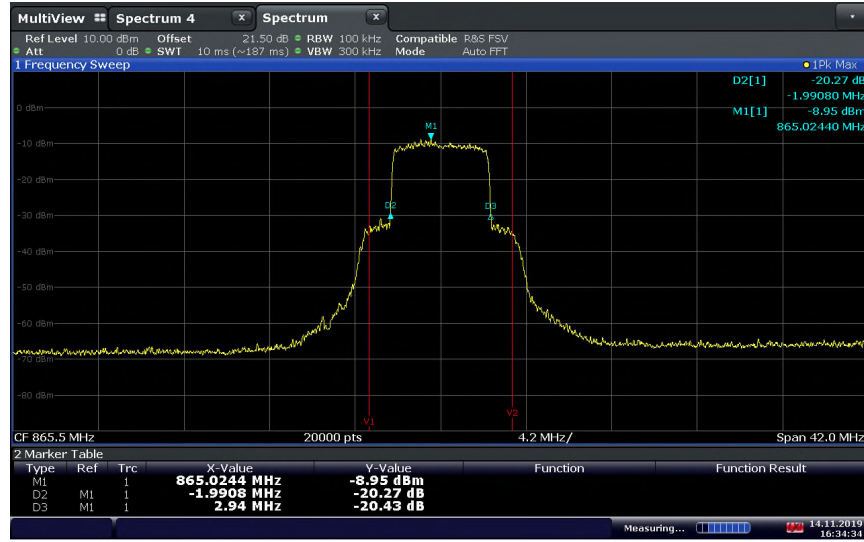 MultiView Spectrum 4 x Spectrum x
Ref Level 10.00 dBm Offset 21.50 dB RBW 100 kHz Compatible R&S FSV
Att 0 dB SWT 10 ms (~187 ms) VBW 300 kHz Mode Auto FFT
1 Frequency Sweep 1Pk Max
D2[1] -20.27 dB
-1.99080 MHz
M1[1] -8.95 dBm
865.02440 MHz
0 dBm
M1
-10 dBm
-20 dBm
D2 D3
-30 dBm
-40 dBm
-50 dBm
-60 dBm
-70 dBm
-80 dBm
V1 V2
CF 865.5 MHz 20000 pts 4.2 MHz/ Span 42.0 MHz
2 Marker Table
Type Ref Trc X-Value Y-Value Function Function Result
M1 1 865.0244 MHz -8.95 dBm
D2 M1 1 -1.9908 MHz -20.27 dB
D3 M1 1 2.94 MHz -20.43 dB
Measuring... 14.11.2019
16:34:34